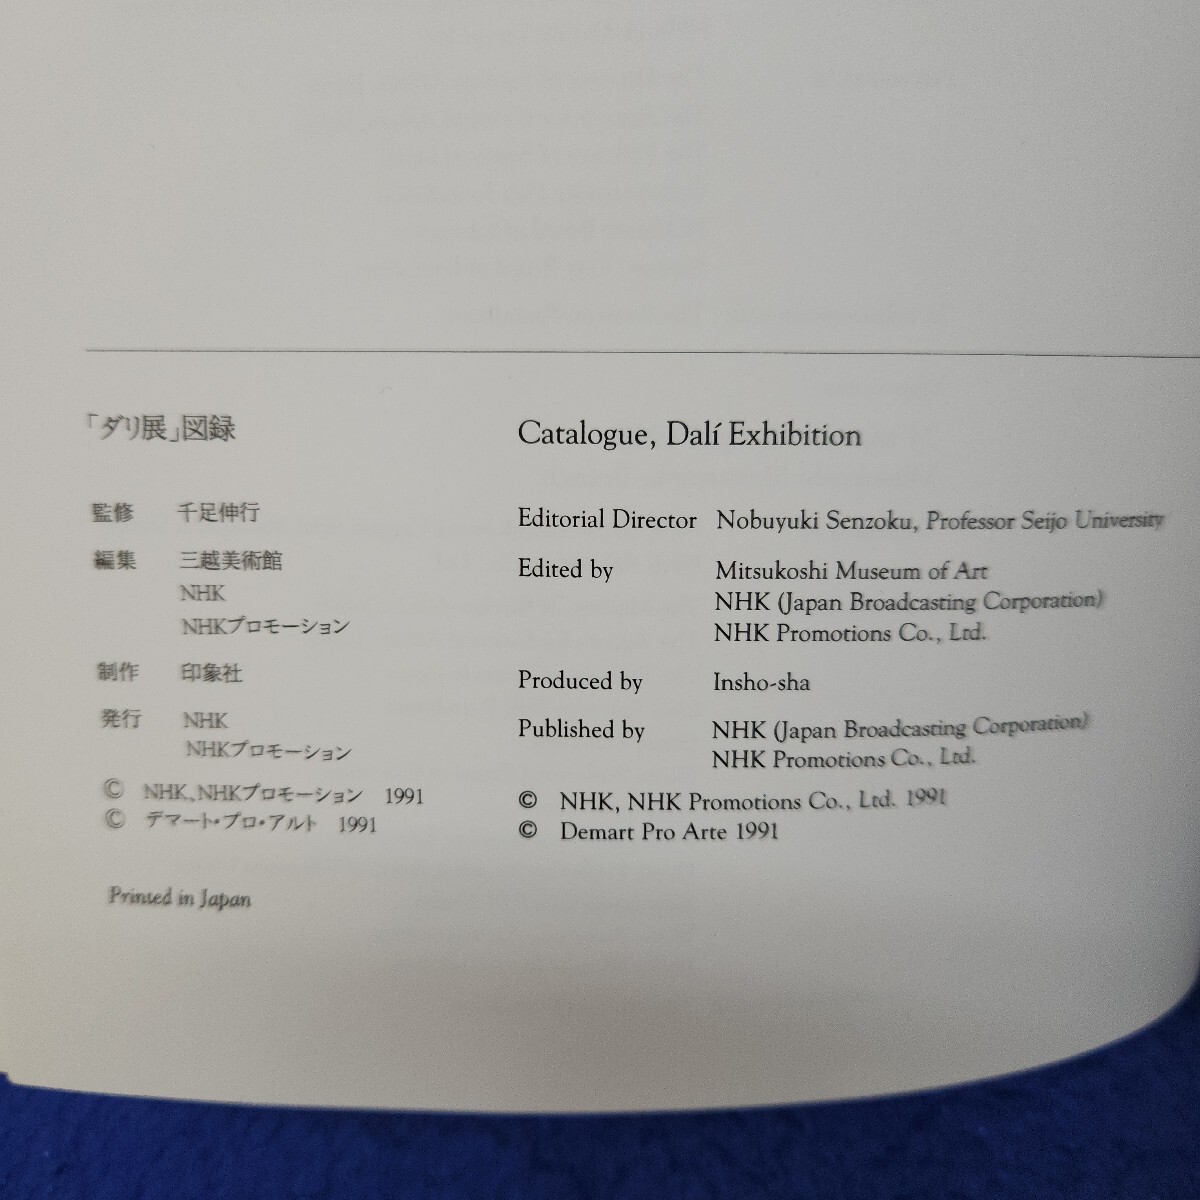 「ダリ展」図録
監修 千足伸行
編集 三越美術館
NHK
NHKプロモーション
制作 印象社
発行 NHK
NHKプロモーション
© NHK、NHKプロモーション 1991
© デマート・プロ・アルト 1991
Printed in Japan
Catalogue, Dalí Exhibition
Editorial Director Nobuyuki Senzoku, Professor Seijo University
Edited by Mitsukoshi Museum of Art
NHK (Japan Broadcasting Corporation)
NHK Promotions Co., Ltd.
Produced by Insho-sha
Published by NHK (Japan Broadcasting Corporation)
NHK Promotions Co., Ltd.
© NHK, NHK Promotions Co., Ltd. 1991
© Demart Pro Arte 1991